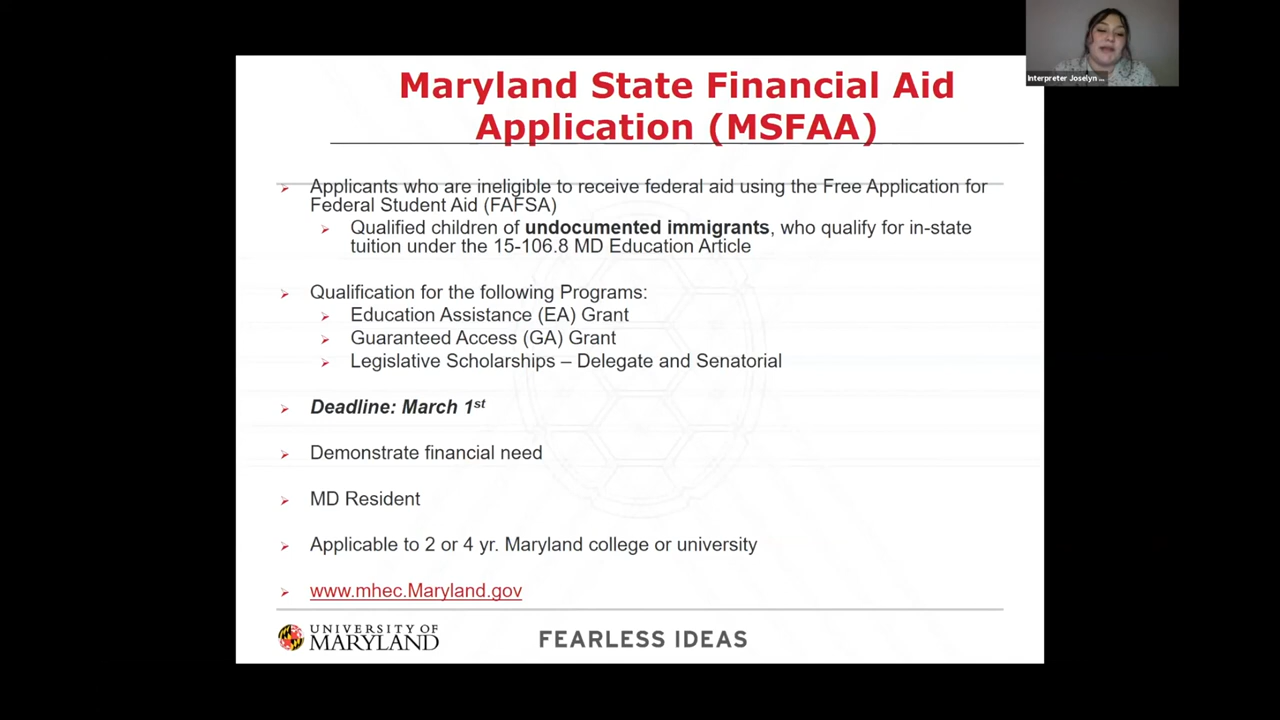 Interpreter Joselyn ...
Maryland State Financial Aid
Application (MSFAA)
Applicants who are ineligible to receive federal aid using the Free Application for
Federal Student Aid (FAFSA)
Qualified children of undocumented immigrants, who qualify for in-state
tuition under the 15-106.8 MD Education Article
Qualification for the following Programs:
Education Assistance (EA) Grant
Guaranteed Access (GA) Grant
Legislative Scholarships – Delegate and Senatorial
Deadline: March 1st
Demonstrate financial need
MD Resident
Applicable to 2 or 4 yr. Maryland college or university
www.mhec.Maryland.gov
UNIVERSITY OF
MARYLAND
FEARLESS IDEAS